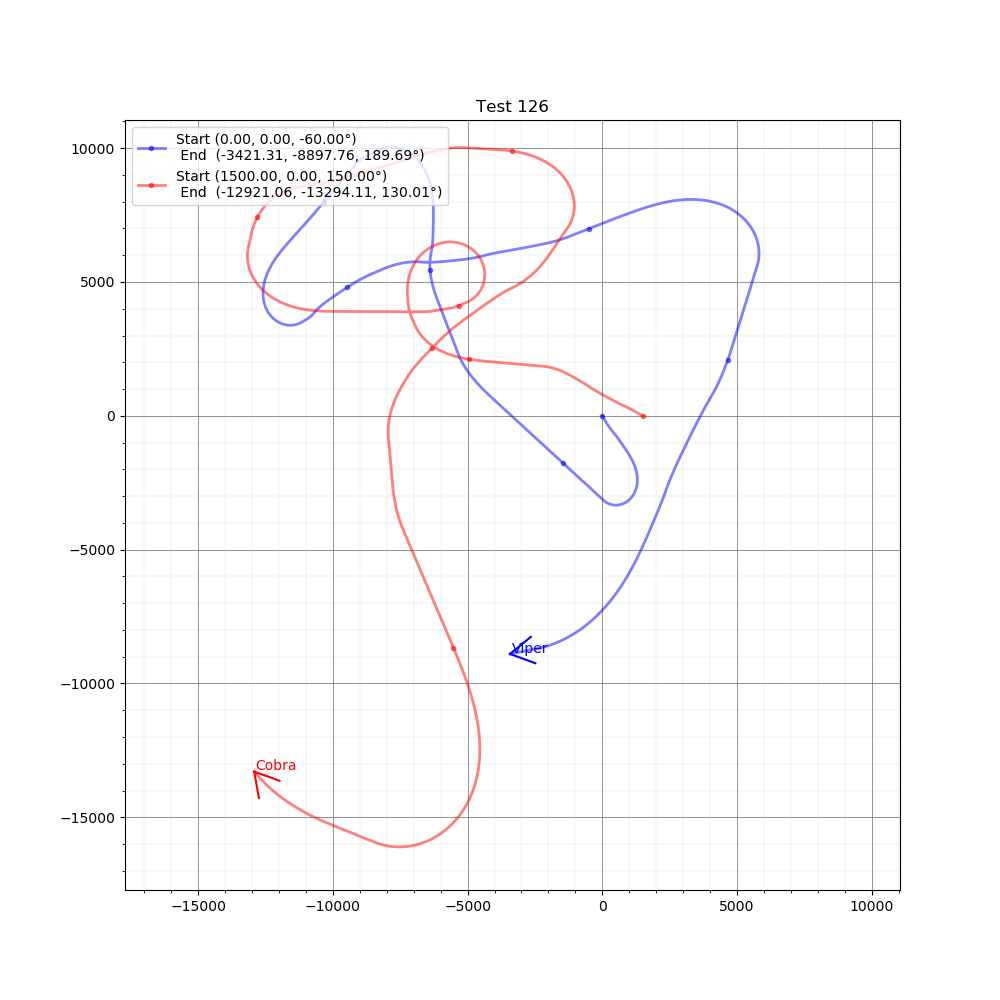 Test 126
Start (0.00, 0.00, -60.00°)
End  (-3421.31, -8897.76, 189.69°)
Start (1500.00, 0.00, 150.00°)
End  (-12921.06, -13294.11, 130.01°)
10000
5000
0
−5000
−10000
−15000
Viper
Cobra
−15000 −10000 −5000 0 5000 10000